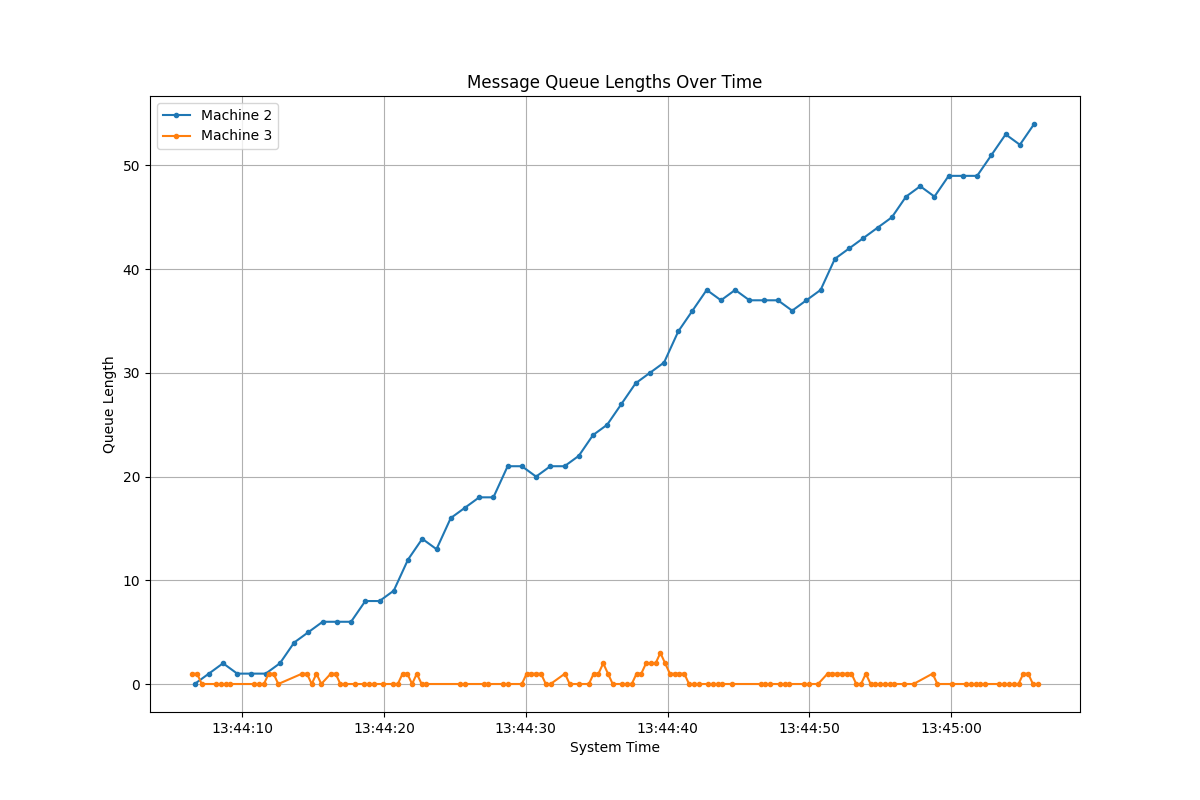 Message Queue Lengths Over Time
Machine 2
Machine 3
Queue Length
50
40
30
20
10
0
13:44:10 13:44:20 13:44:30 13:44:40 13:44:50 13:45:00
System Time